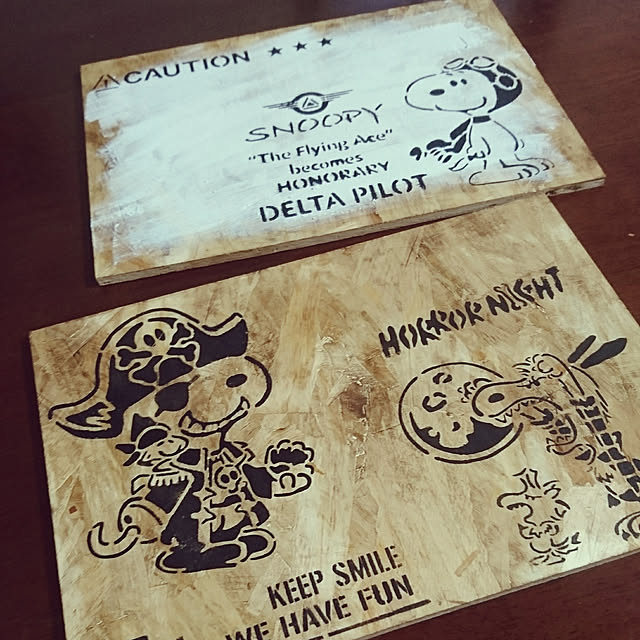 CAUTION ★★★
SNOOPY
"The Flying Ace"
becomes
HONORARY
DELTA PILOT
HORROR NIGHT
KEEP SMILE
WE HAVE FUN